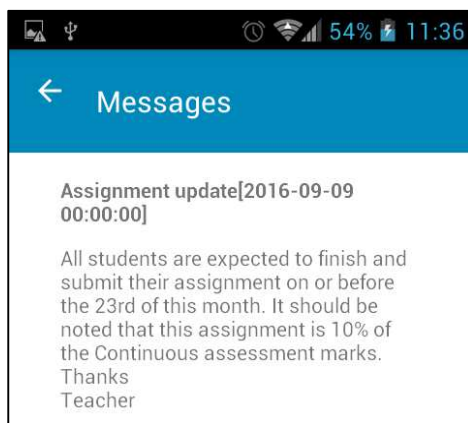 54% 11:36
Messages
Assignment update[2016-09-09
00:00:00]
All students are expected to finish and
submit their assignment on or before
the 23rd of this month. It should be
noted that this assignment is 10% of
the Continuous assessment marks.
Thanks
Teacher